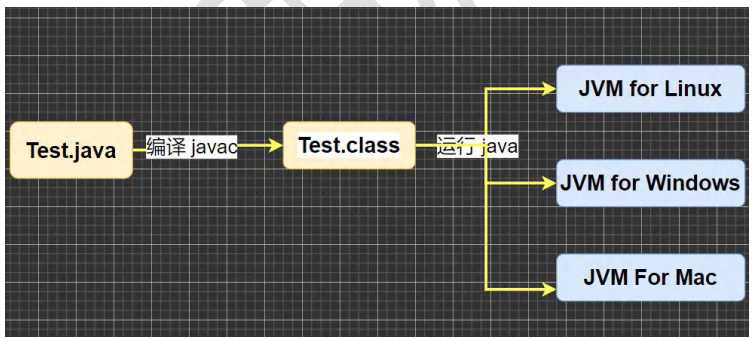 Test.java
编译 javac
Test.class
运行 java
JVM for Linux
JVM for Windows
JVM For Mac